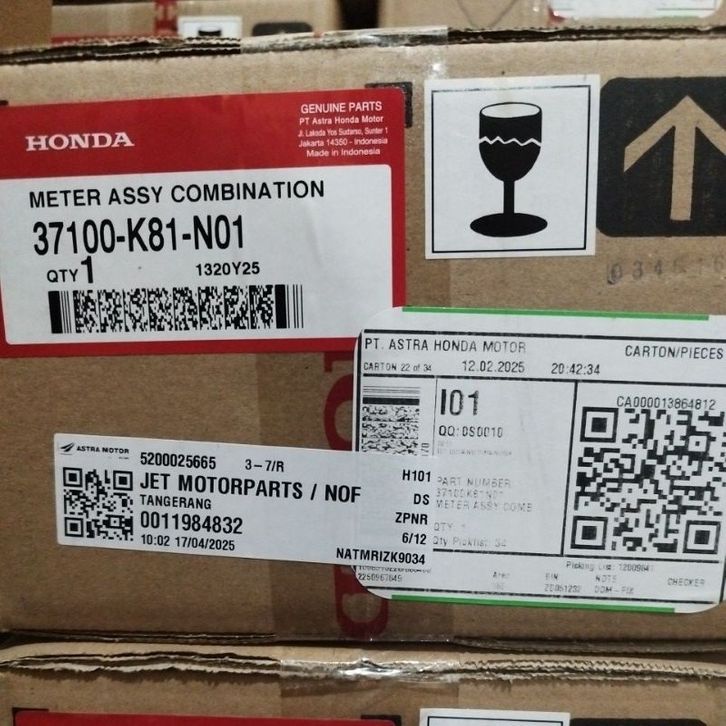 HONDA
GENUINE PARTS
PT Astra Honda Motor
Jl. Laksda Yos Sudarso, Sunter 1
Jakarta 14350 - Indonesia
Made in Indonesia
METER ASSY COMBINATION
37100-K81-N01
QTY 1
1320Y25
PT. ASTRA HONDA MOTOR
CARTON/PIECES
CARTON 22 of 34
12.02.2025
20:42:34
I01
QQ: DS0010
CA000013864812
PART NUMBER
37100K81N01
METER ASSY COMB
QTY 1
Qty Picklist: 34
Area
BIN
NOTE
CHECKER
DOM-FIX
2250967849
ASTRA MOTOR
5200025665 3-7/R
JET MOTORPARTS / NOF
TANGERANG
0011984832
10:02 17/04/2025
H101
DS
ZPNR
6/12
NATMRIZK9034